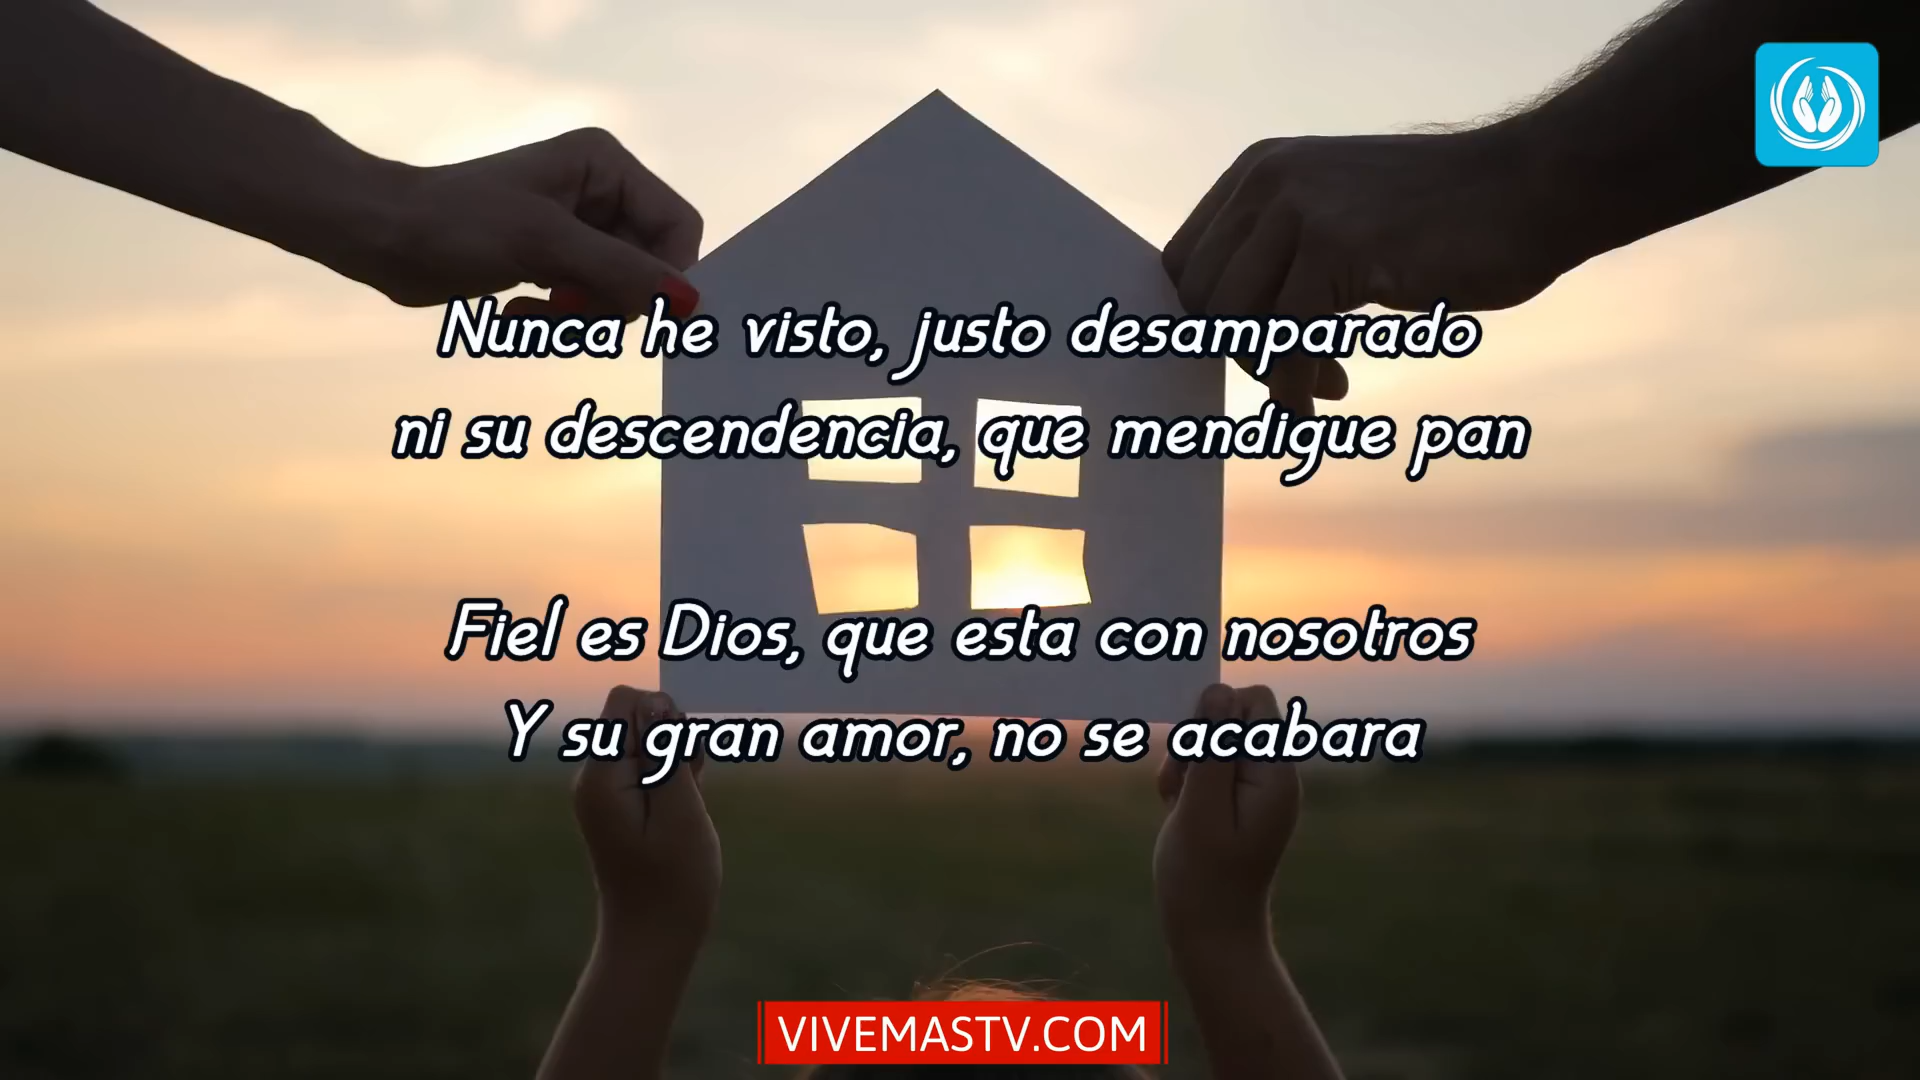 Nunca he visto, justo desamparado
ni su descendencia, que mendigue pan
Fiel es Dios, que esta con nosotros
Y su gran amor, no se acabara
VIVEMASTV.COM